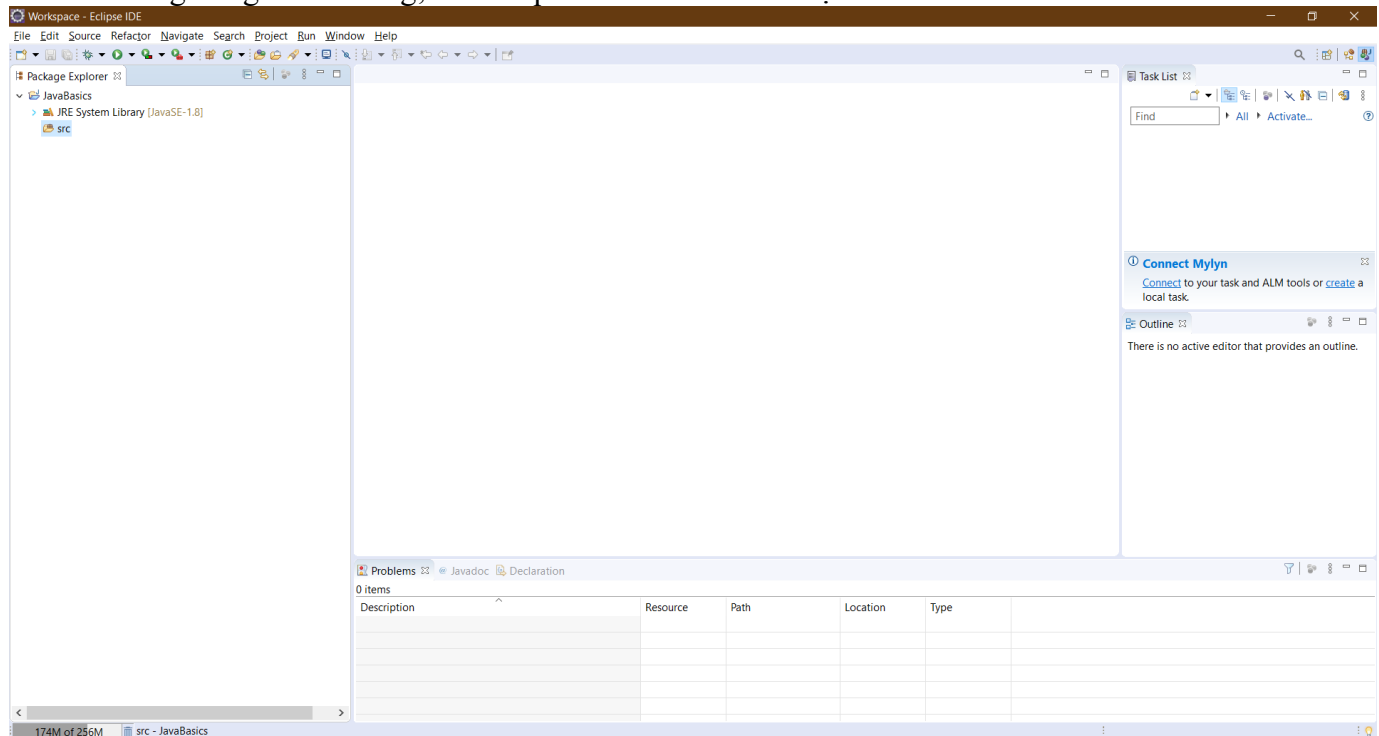 Workspace - Eclipse IDE
File Edit Source Refactor Navigate Search Project Run Window Help
Package Explorer
JavaBasics
JRE System Library [JavaSE-1.8]
src
Task List
Find All Activate...
Connect Mylyn
Connect to your task and ALM tools or create a
local task.
Outline
There is no active editor that provides an outline.
Problems Javadoc Declaration
0 items
Description Resource Path Location Type
174M of 256M src - JavaBasics